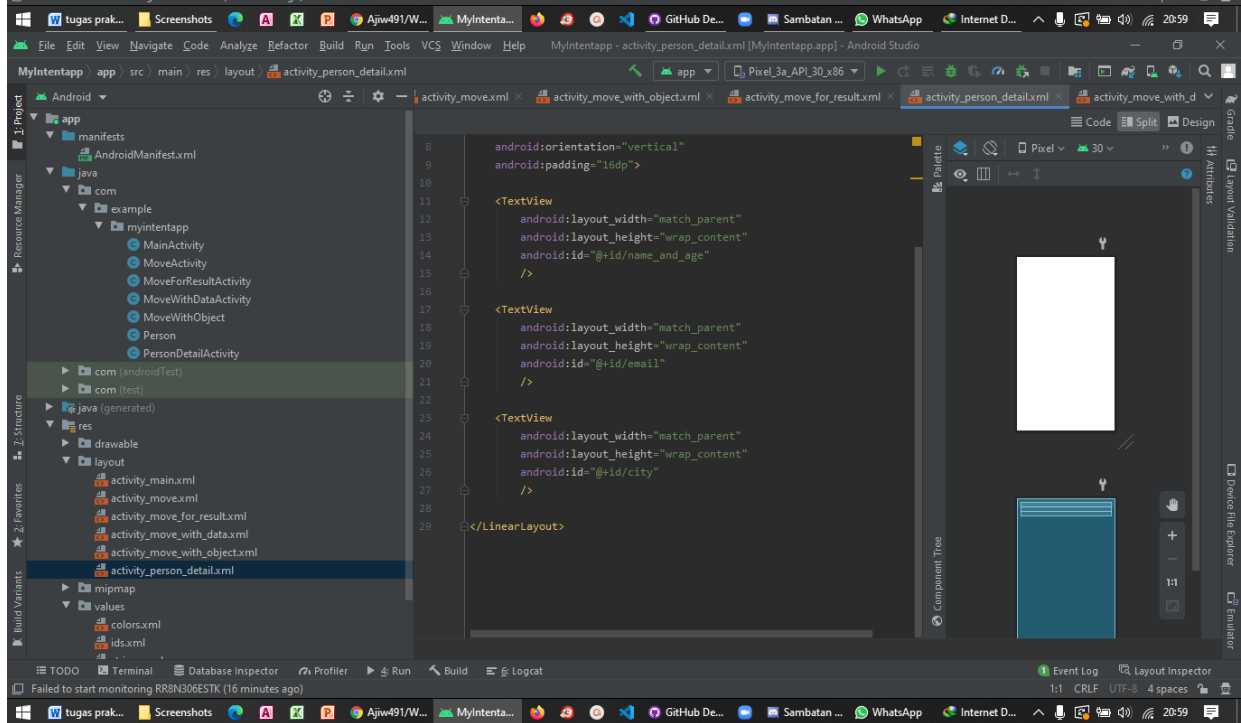 tugas prak... Screenshots Ajiw491/W... MyIntenta... GitHub De... Sambatan ... WhatsApp Internet D... 20:59
File Edit View Navigate Code Analyze Refactor Build Run Tools VCS Window Help MyIntentapp - activity_person_detail.xml [MyIntentapp.app] - Android Studio
MyIntentapp app src main res layout activity_person_detail.xml app Pixel_3a_API_30_x86
Android activity_move.xml activity_move_with_object.xml activity_move_for_result.xml activity_person_detail.xml activity_move_with_d
Code Split Design
1: Project
Resource Manager
7: Structure
2: Favorites
Build Variants
app
manifests
AndroidManifest.xml
java
com
example
myintentapp
MainActivity
MoveActivity
MoveForResultActivity
MoveWithDataActivity
MoveWithObject
Person
PersonDetailActivity
com (androidTest)
com (test)
java (generated)
res
drawable
layout
activity_main.xml
activity_move.xml
activity_move_for_result.xml
activity_move_with_data.xml
activity_move_with_object.xml
activity_person_detail.xml
mipmap
values
colors.xml
ids.xml
8 android:orientation="vertical"
9 android:padding="16dp">
10
11 <TextView
12 android:layout_width="match_parent"
13 android:layout_height="wrap_content"
14 android:id="@+id/name_and_age"
15 />
16
17 <TextView
18 android:layout_width="match_parent"
19 android:layout_height="wrap_content"
20 android:id="@+id/email"
21 />
22
23 <TextView
24 android:layout_width="match_parent"
25 android:layout_height="wrap_content"
26 android:id="@+id/city"
27 />
28
29 </LinearLayout>
Palette
Pixel 30
Component Tree
1:1
Attributes
Gradle
Layout Validation
Device File Explorer
Emulator
TODO Terminal Database Inspector Profiler 4: Run Build 6: Logcat 1 Event Log Layout Inspector
Failed to start monitoring RR8N306ESTK (16 minutes ago) 1:1 CRLF UTF-8 4 spaces
tugas prak... Screenshots Ajiw491/W... MyIntenta... GitHub De... Sambatan ... WhatsApp Internet D... 20:59